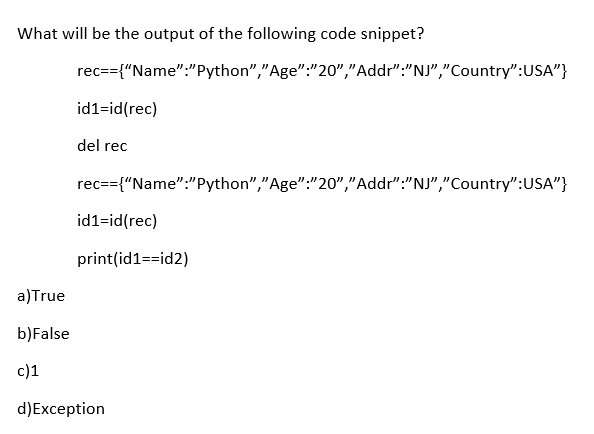 What will be the output of the following code snippet?
rec=={“Name”:”Python”,”Age”:”20”,”Addr”:”NJ”,”Country”:USA”}
id1=id(rec)
del rec
rec=={“Name”:”Python”,”Age”:”20”,”Addr”:”NJ”,”Country”:USA”}
id1=id(rec)
print(id1==id2)
a)True
b)False
c)1
d)Exception